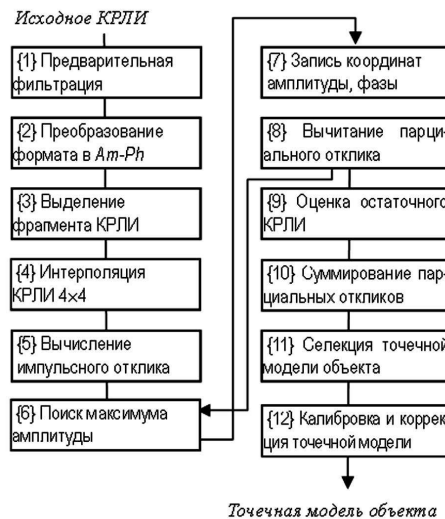 Исходное КРЛИ
{1} Предварительная
фильтрация
{2} Преобразование
формата в Am-Ph
{3} Выделение
фрагмента КРЛИ
{4} Интерполяция
КРЛИ 4×4
{5} Вычисление
импульсного отклика
{6} Поиск максимума
амплитуды
{7} Запись координат
амплитуды, фазы
{8} Вычитание парци-
ального отклика
{9} Оценка остаточного
КРЛИ
{10} Суммирование пар-
циальных откликов
{11} Селекция точечной
модели объекта
{12} Калибровка и коррек-
ция точечной модели
Точечная модель объекта